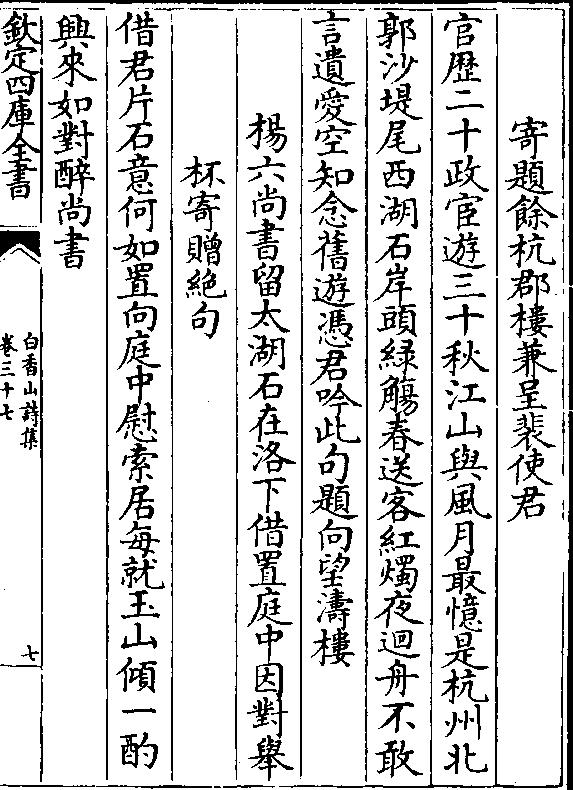 寄題餘杭郡樓兼呈裴使君
官歴二十政宦遊三十秋江山與風月最憶是杭州北
郭沙堤尾西湖石岸頭緑觴春送客紅燭夜迴舟不敢
言遺愛空知念舊遊憑君吟此句題向望濤樓
楊六尚書留太湖石在洛下借置庭中因對舉
杯寄贈絶句
借君片石意何如置向庭中慰索居每就玉山傾一酌
興來如對醉尚書
欽定四庫全書
白香山詩集
卷三十七
七